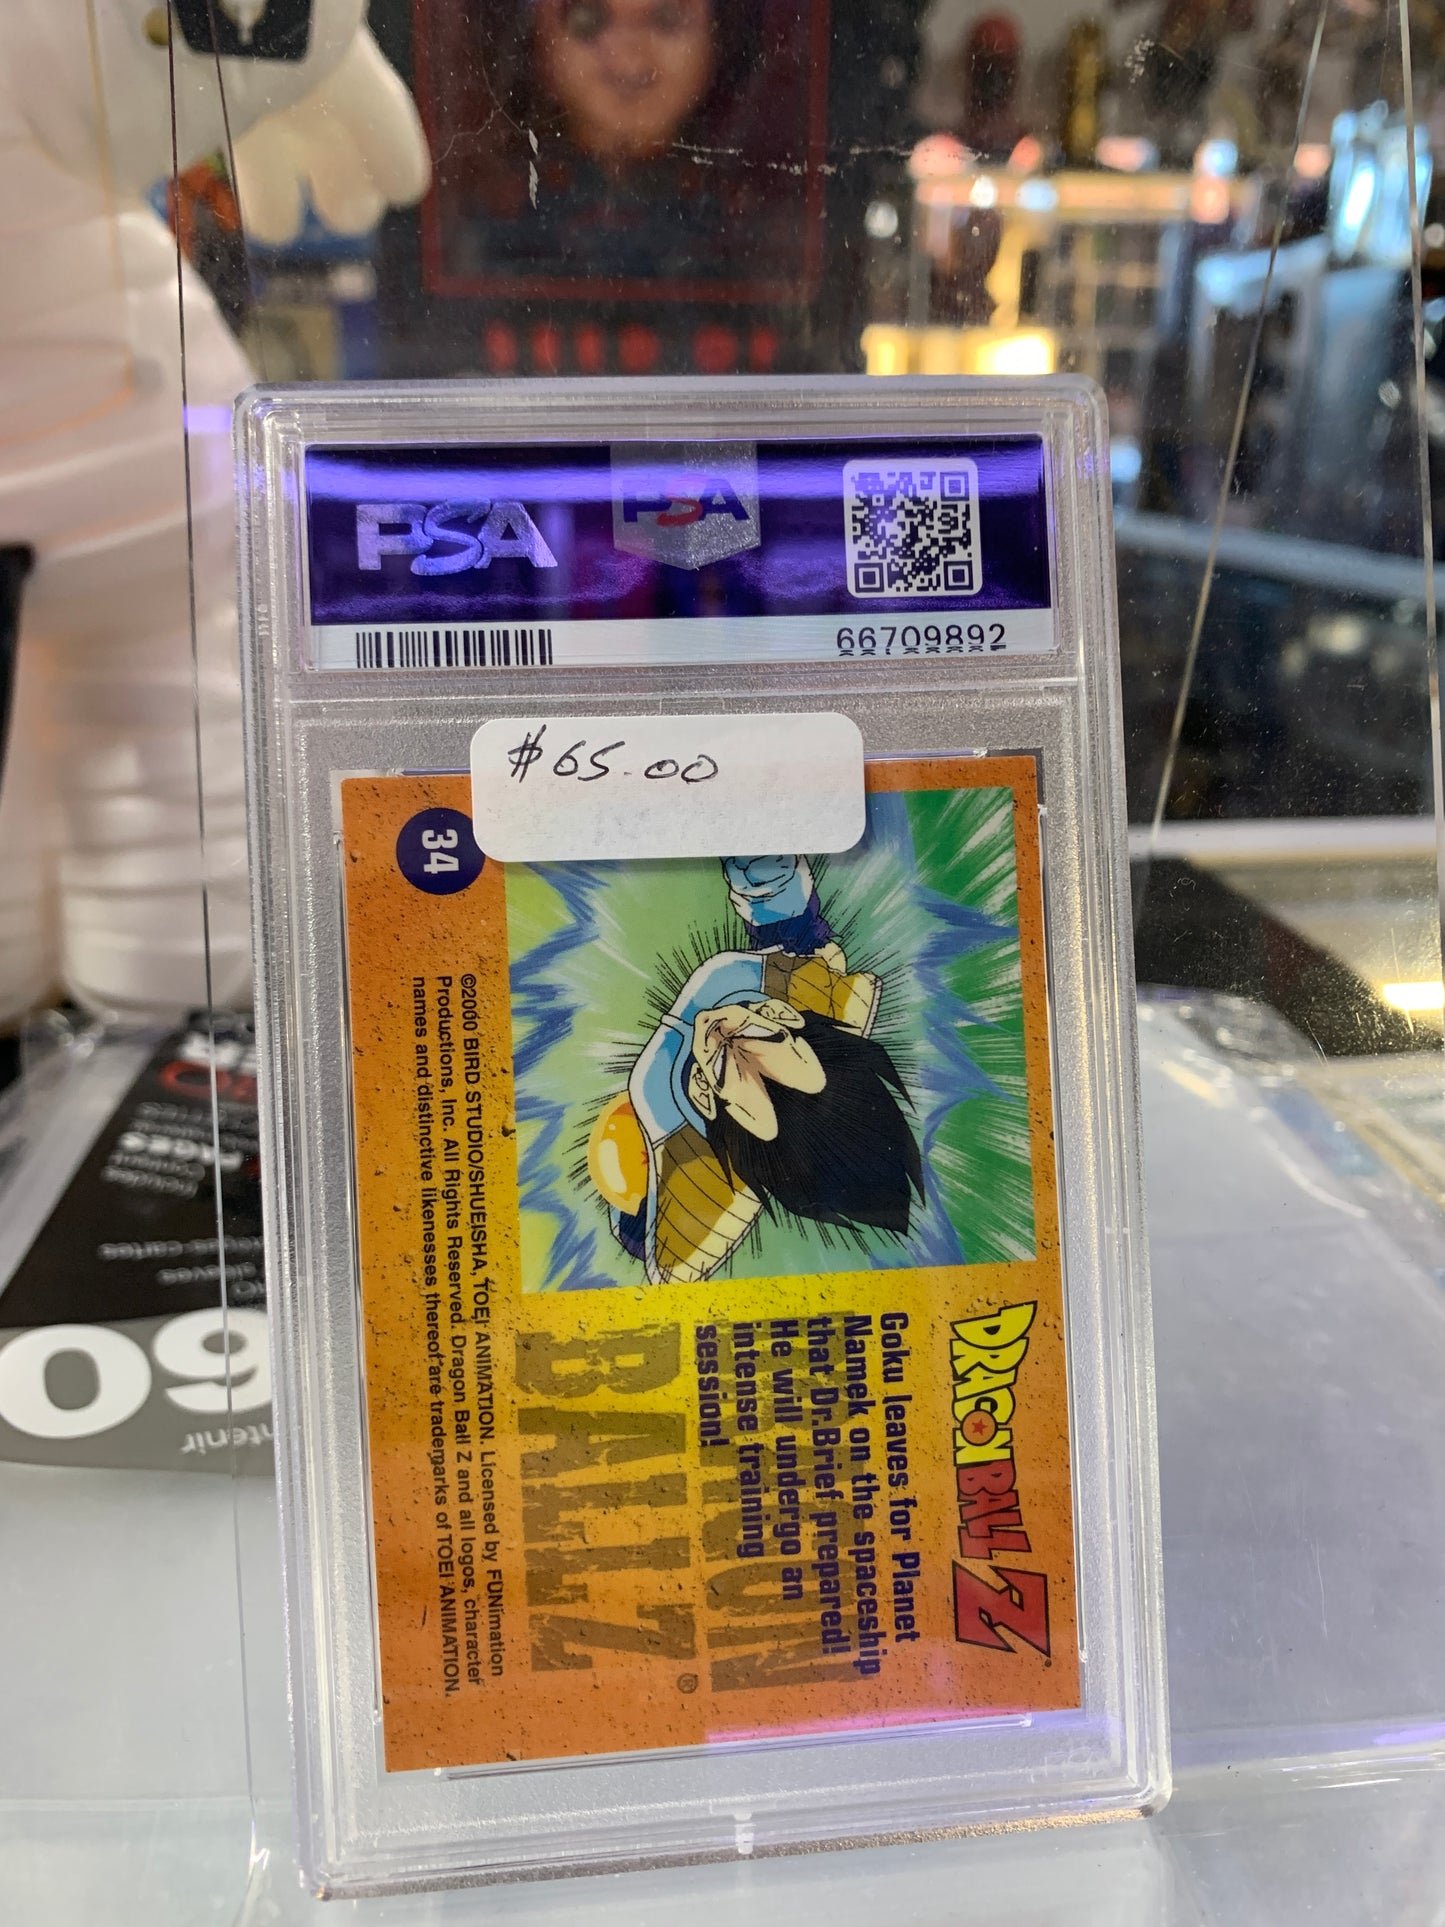 PSA
PSA
66709892
$65.00
34
DRAGON BALL Z
Goku leaves for Planet
Namek on the spaceship
that Dr.Brief prepared!
He will undergo an
intense training
session!
BALL Z
®
©2000 BIRD STUDIO/SHUEISHA, TOEI ANIMATION. Licensed by FUNimation
Productions, Inc. All Rights Reserved. Dragon Ball Z and all logos, character
names and distinctive likenesses thereof are trademarks of TOEI ANIMATION.
60